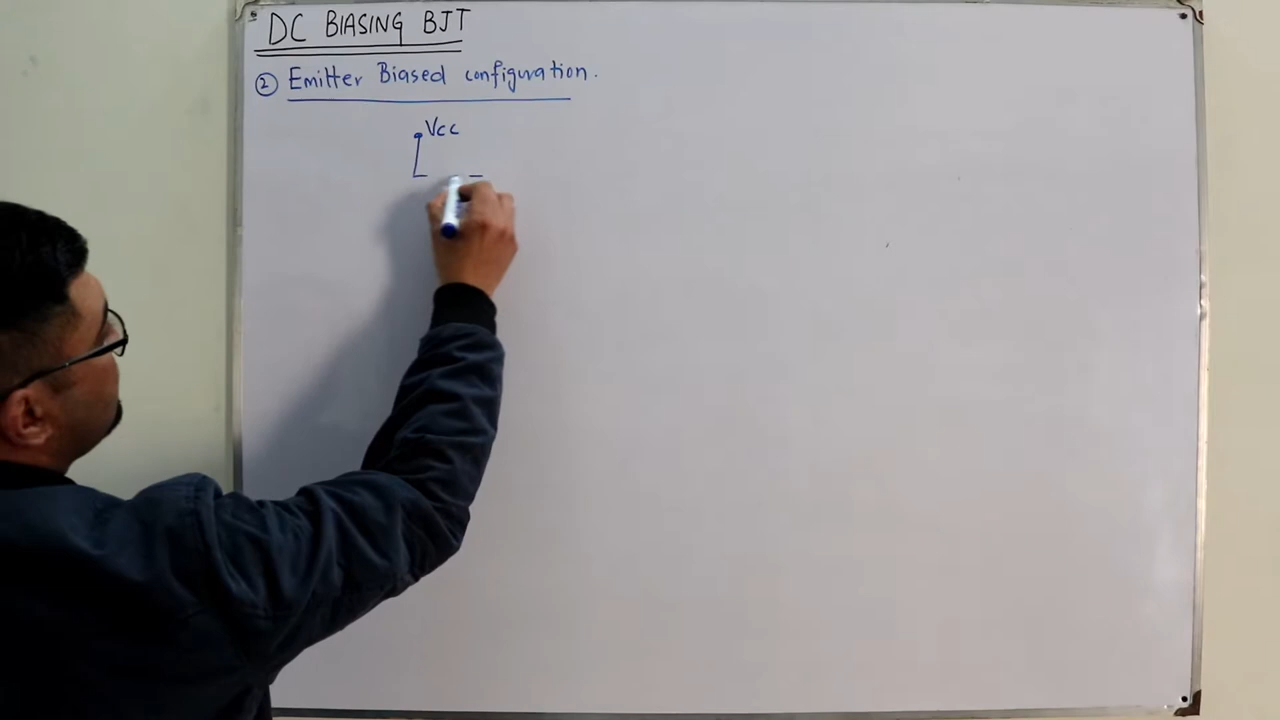 DC BIASING BJT
② Emitter Biased configuration.
Vcc